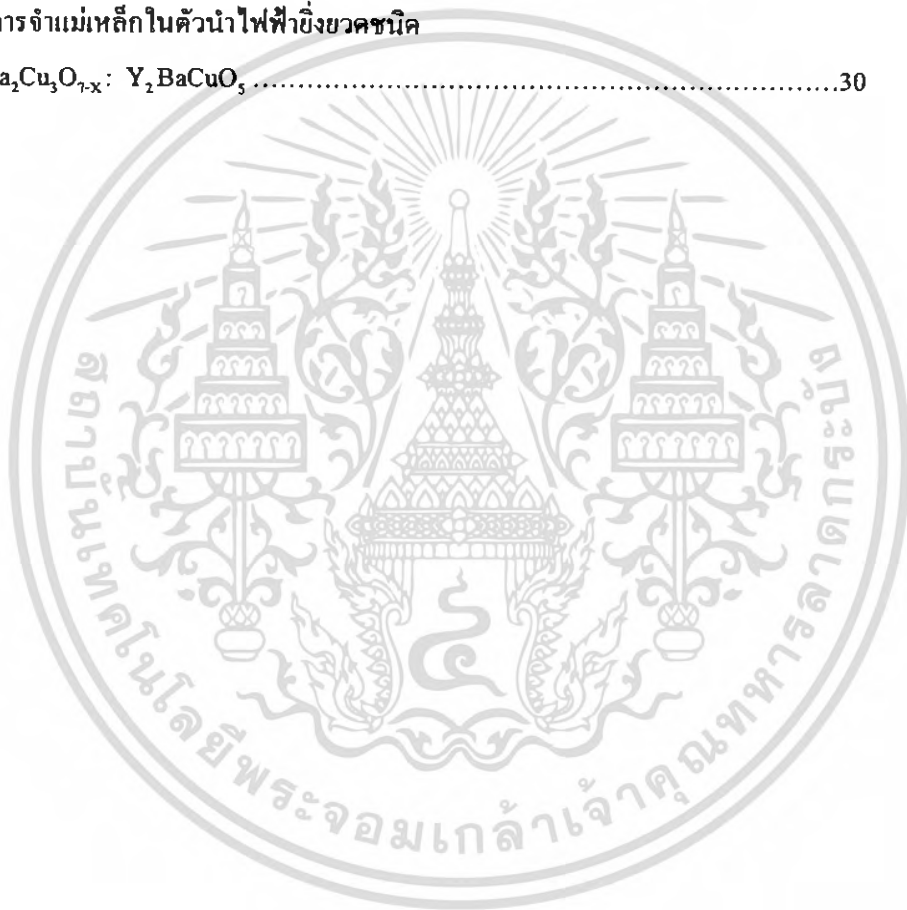 การจำแม่เหล็กในตัวนำไฟฟ้ายิ่งยวดชนิด
a₂Cu₃O₇₋ₓ: Y₂BaCuO₅ ................................................................................30
สถาบันเทคโนโลยีพระจอมเกล้าเจ้าคุณทหารลาดกระบัง